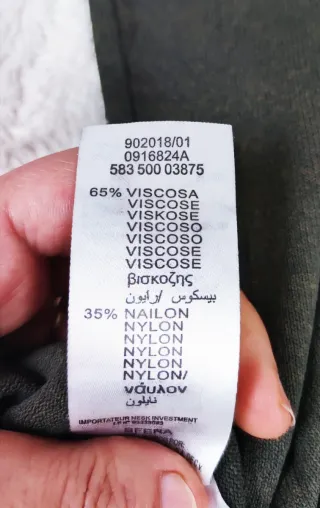 902018/01
0916824A
583 500 03875
65% VISCOSA
VISCOSE
VISKOSE
VISCOSO
VISCOSO
VISCOSE
VISCOSE
βισκοζης
بيسكوس /رايون
35% NAILON
NYLON
NYLON
NYLON
NYLON
NYLON/
νάυλον
نايلون
IMPORTATEUR NESK INVESTMENT